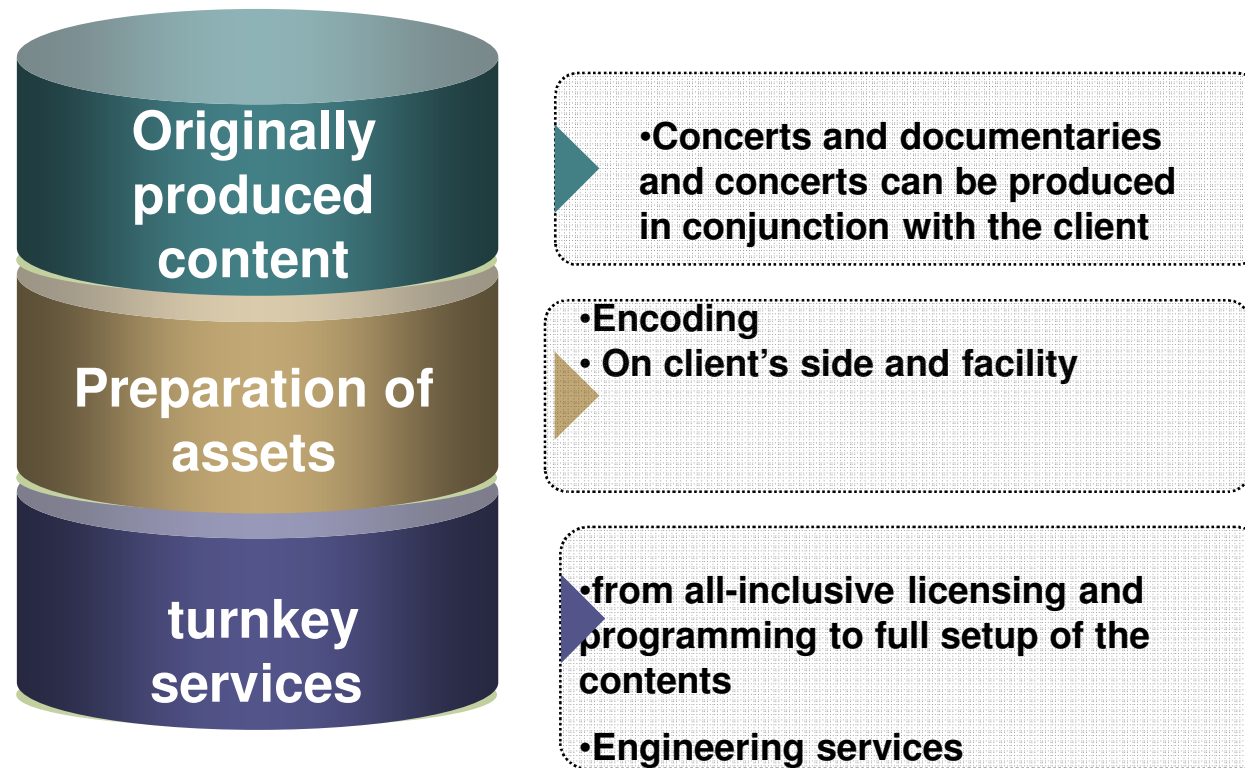 Originally
produced
content
•Concerts and documentaries
and concerts can be produced
in conjunction with the client
Preparation of
assets
•Encoding
• On client’s side and facility
turnkey
services
•from all-inclusive licensing and
programming to full setup of the
contents
•Engineering services